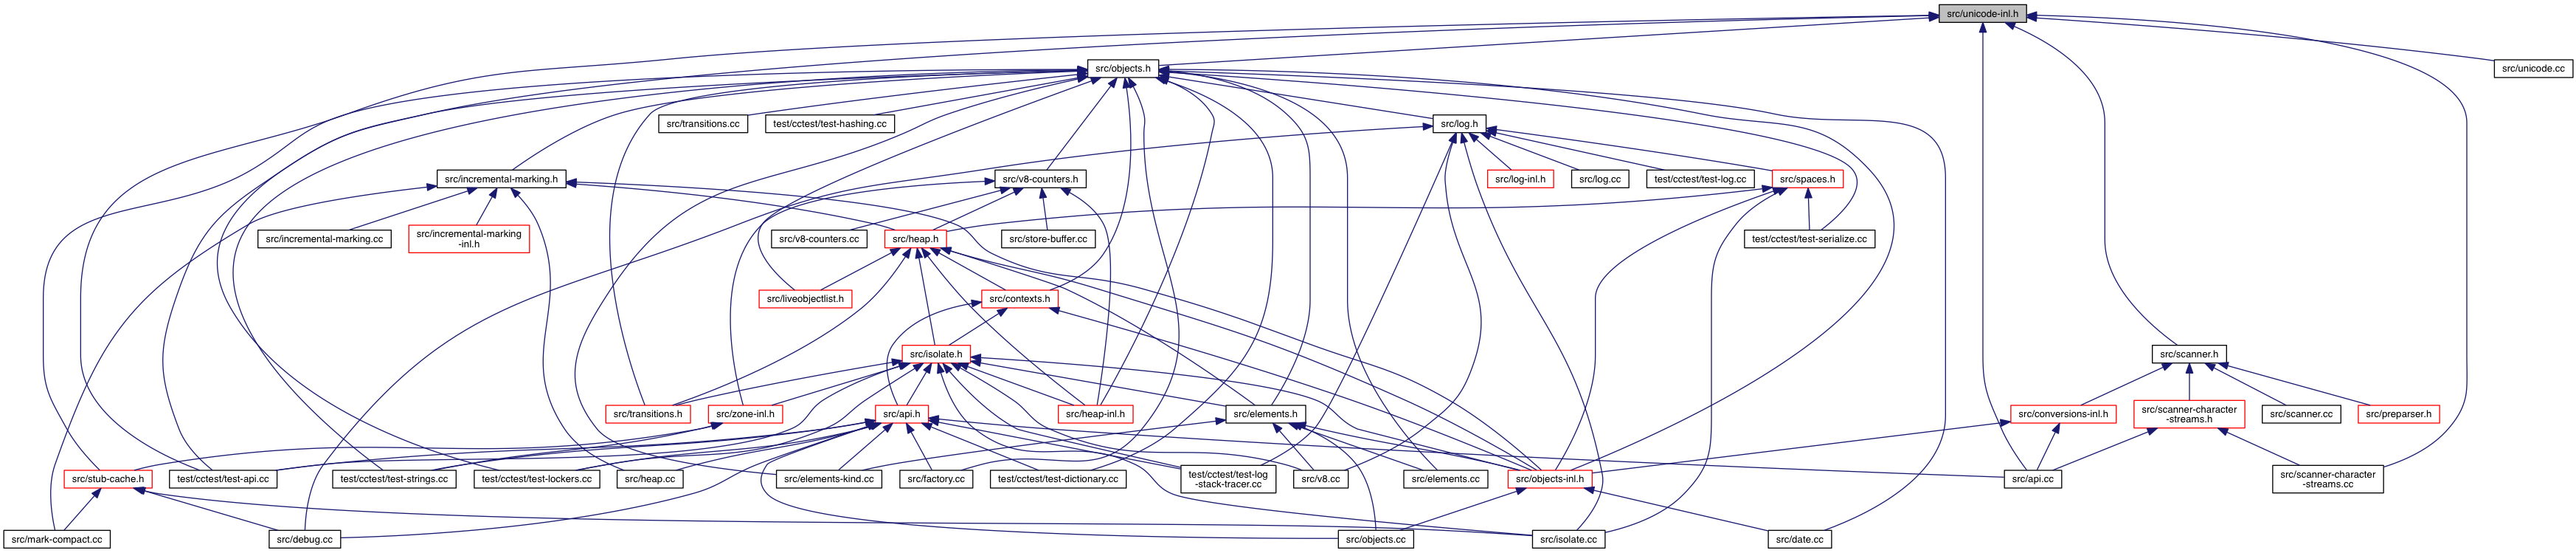 src/unicode-inl.h
src/objects.h
src/unicode.cc
src/transitions.cc
test/cctest/test-hashing.cc
src/log.h
src/incremental-marking.h
src/v8-counters.h
src/log-inl.h
src/log.cc
test/cctest/test-log.cc
src/spaces.h
src/incremental-marking.cc
src/incremental-marking
-inl.h
src/v8-counters.cc
src/heap.h
src/store-buffer.cc
test/cctest/test-serialize.cc
src/liveobjectlist.h
src/contexts.h
src/isolate.h
src/scanner.h
src/transitions.h
src/zone-inl.h
src/api.h
src/heap-inl.h
src/elements.h
src/conversions-inl.h
src/scanner-character
-streams.h
src/scanner.cc
src/preparser.h
src/stub-cache.h
test/cctest/test-api.cc
test/cctest/test-strings.cc
test/cctest/test-lockers.cc
src/heap.cc
src/elements-kind.cc
src/factory.cc
test/cctest/test-dictionary.cc
test/cctest/test-log
-stack-tracer.cc
src/v8.cc
src/elements.cc
src/objects-inl.h
src/api.cc
src/scanner-character
-streams.cc
src/mark-compact.cc
src/debug.cc
src/objects.cc
src/isolate.cc
src/date.cc